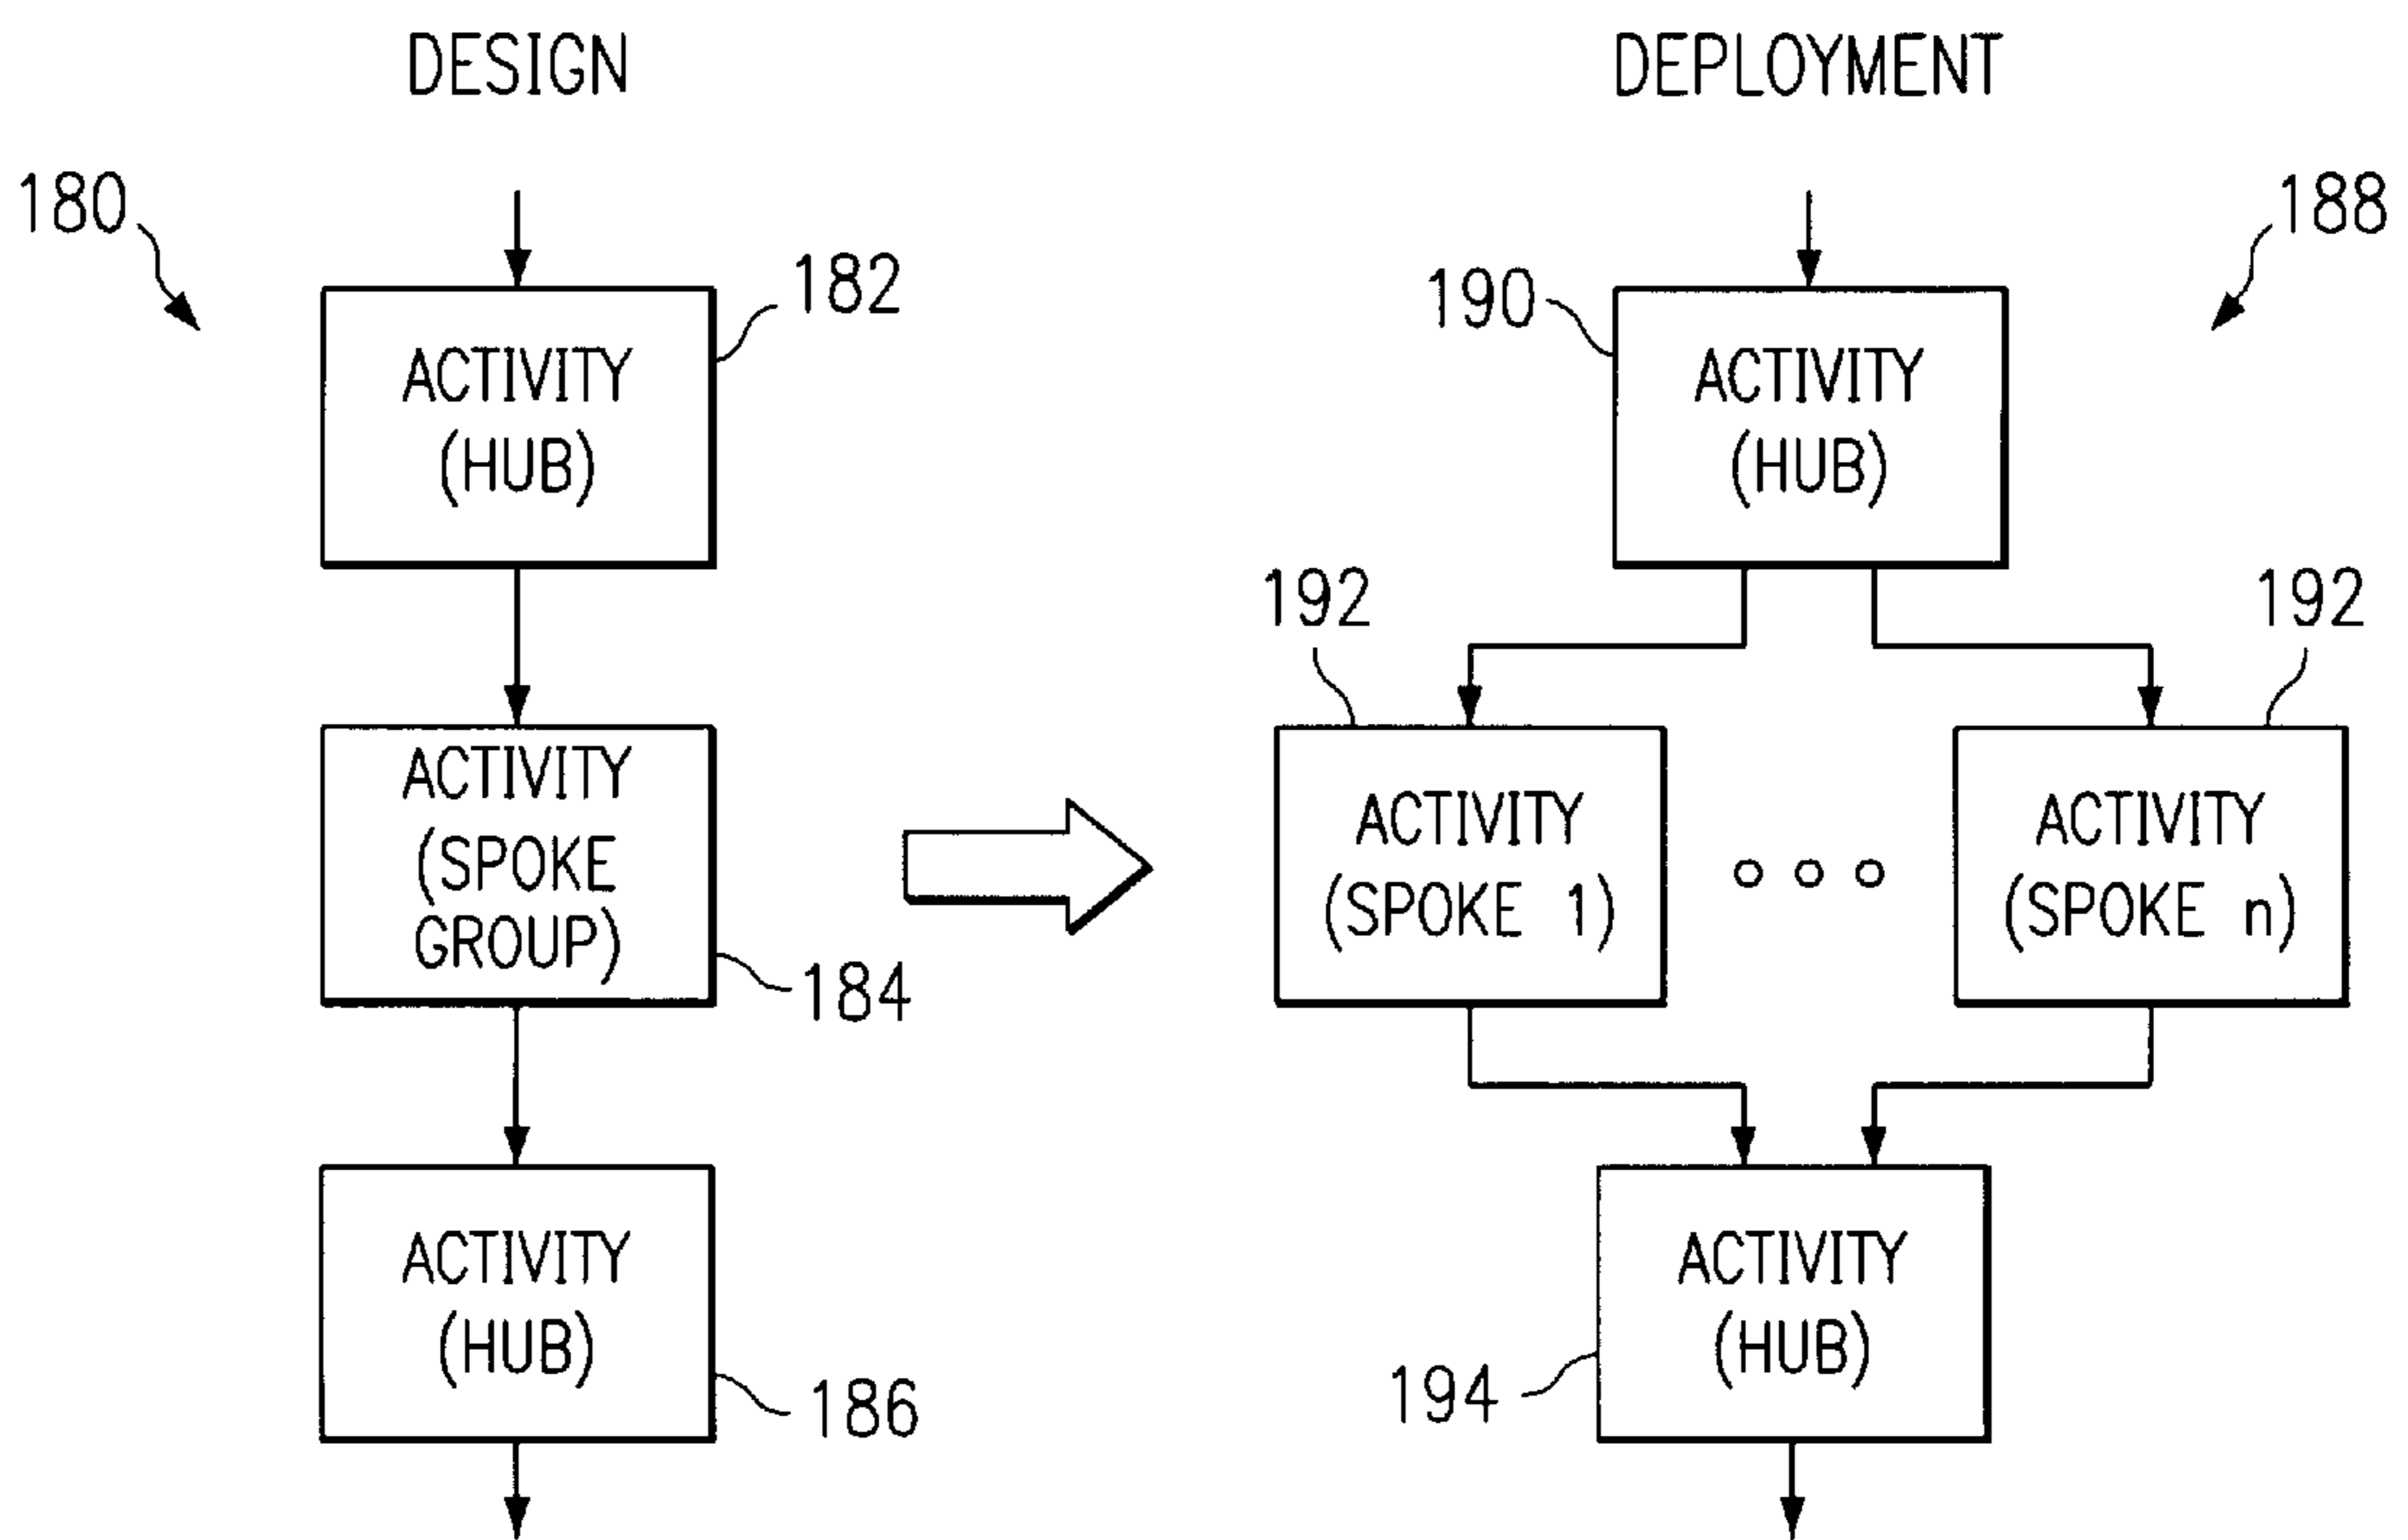 DESIGN
180
182
ACTIVITY
(HUB)
ACTIVITY
(SPOKE
GROUP)
184
ACTIVITY
(HUB)
186
DEPLOYMENT
188
190
ACTIVITY
(HUB)
192
192
ACTIVITY
(SPOKE 1)
ACTIVITY
(SPOKE n)
ACTIVITY
(HUB)
194